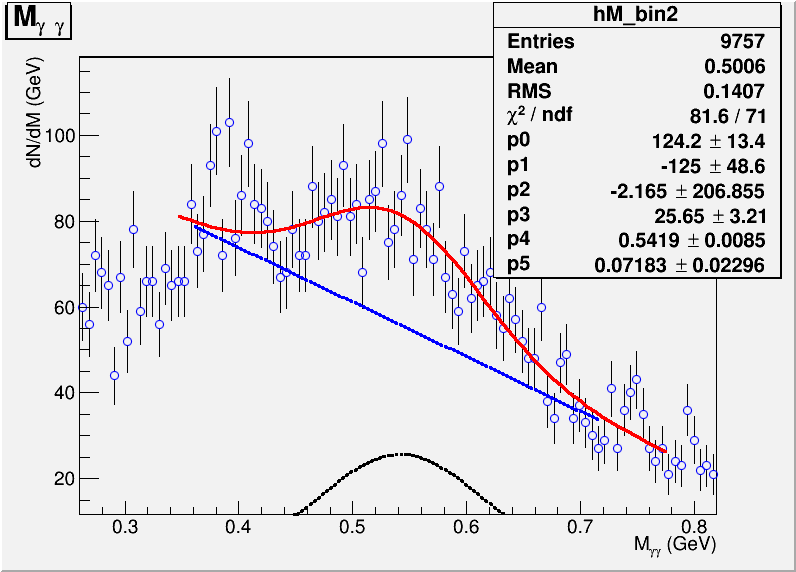 M γ γ
hM_bin2
Entries 9757
Mean 0.5006
RMS 0.1407
χ² / ndf 81.6 / 71
p0 124.2 ± 13.4
p1 -125 ± 48.6
p2 -2.165 ± 206.855
p3 25.65 ± 3.21
p4 0.5419 ± 0.0085
p5 0.07183 ± 0.02296
dN/dM (GeV)
100
80
60
40
20
0.3 0.4 0.5 0.6 0.7 0.8
Mγγ (GeV)